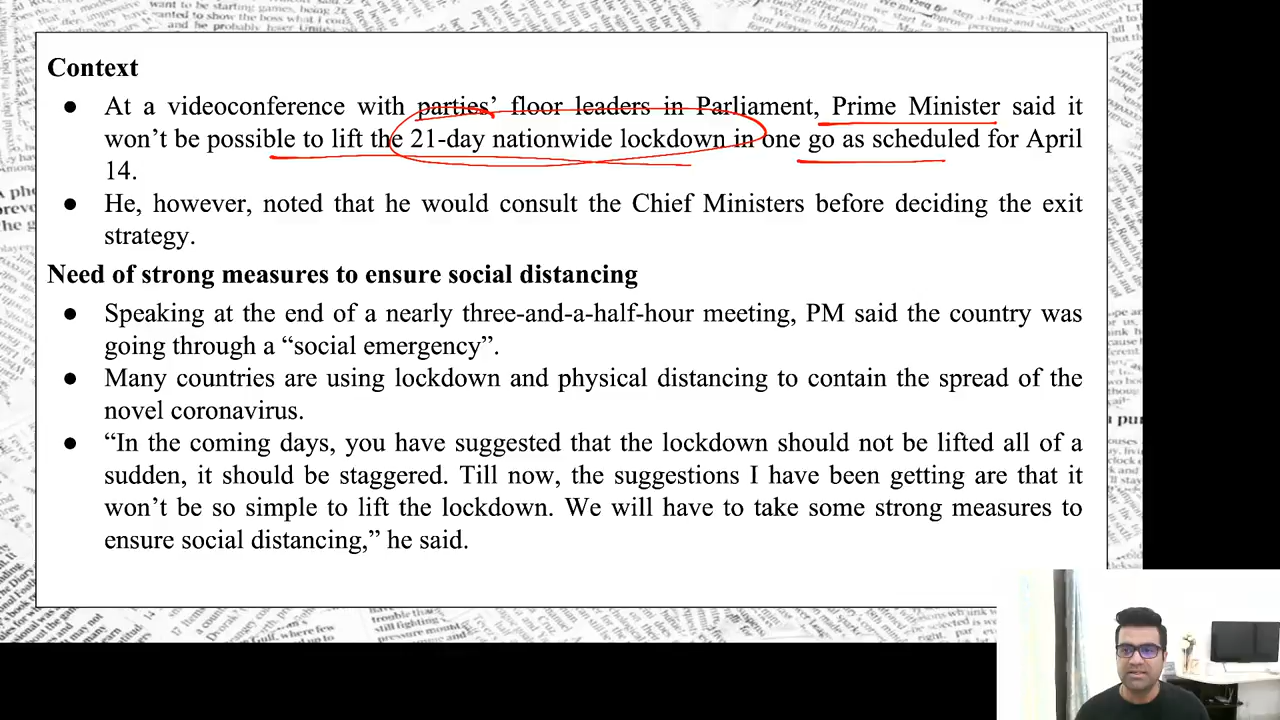 Context
● At a videoconference with parties’ floor leaders in Parliament, Prime Minister said it
won’t be possible to lift the 21-day nationwide lockdown in one go as scheduled for April
14.
● He, however, noted that he would consult the Chief Ministers before deciding the exit
strategy.
Need of strong measures to ensure social distancing
● Speaking at the end of a nearly three-and-a-half-hour meeting, PM said the country was
going through a “social emergency”.
● Many countries are using lockdown and physical distancing to contain the spread of the
novel coronavirus.
● “In the coming days, you have suggested that the lockdown should not be lifted all of a
sudden, it should be staggered. Till now, the suggestions I have been getting are that it
won’t be so simple to lift the lockdown. We will have to take some strong measures to
ensure social distancing,” he said.